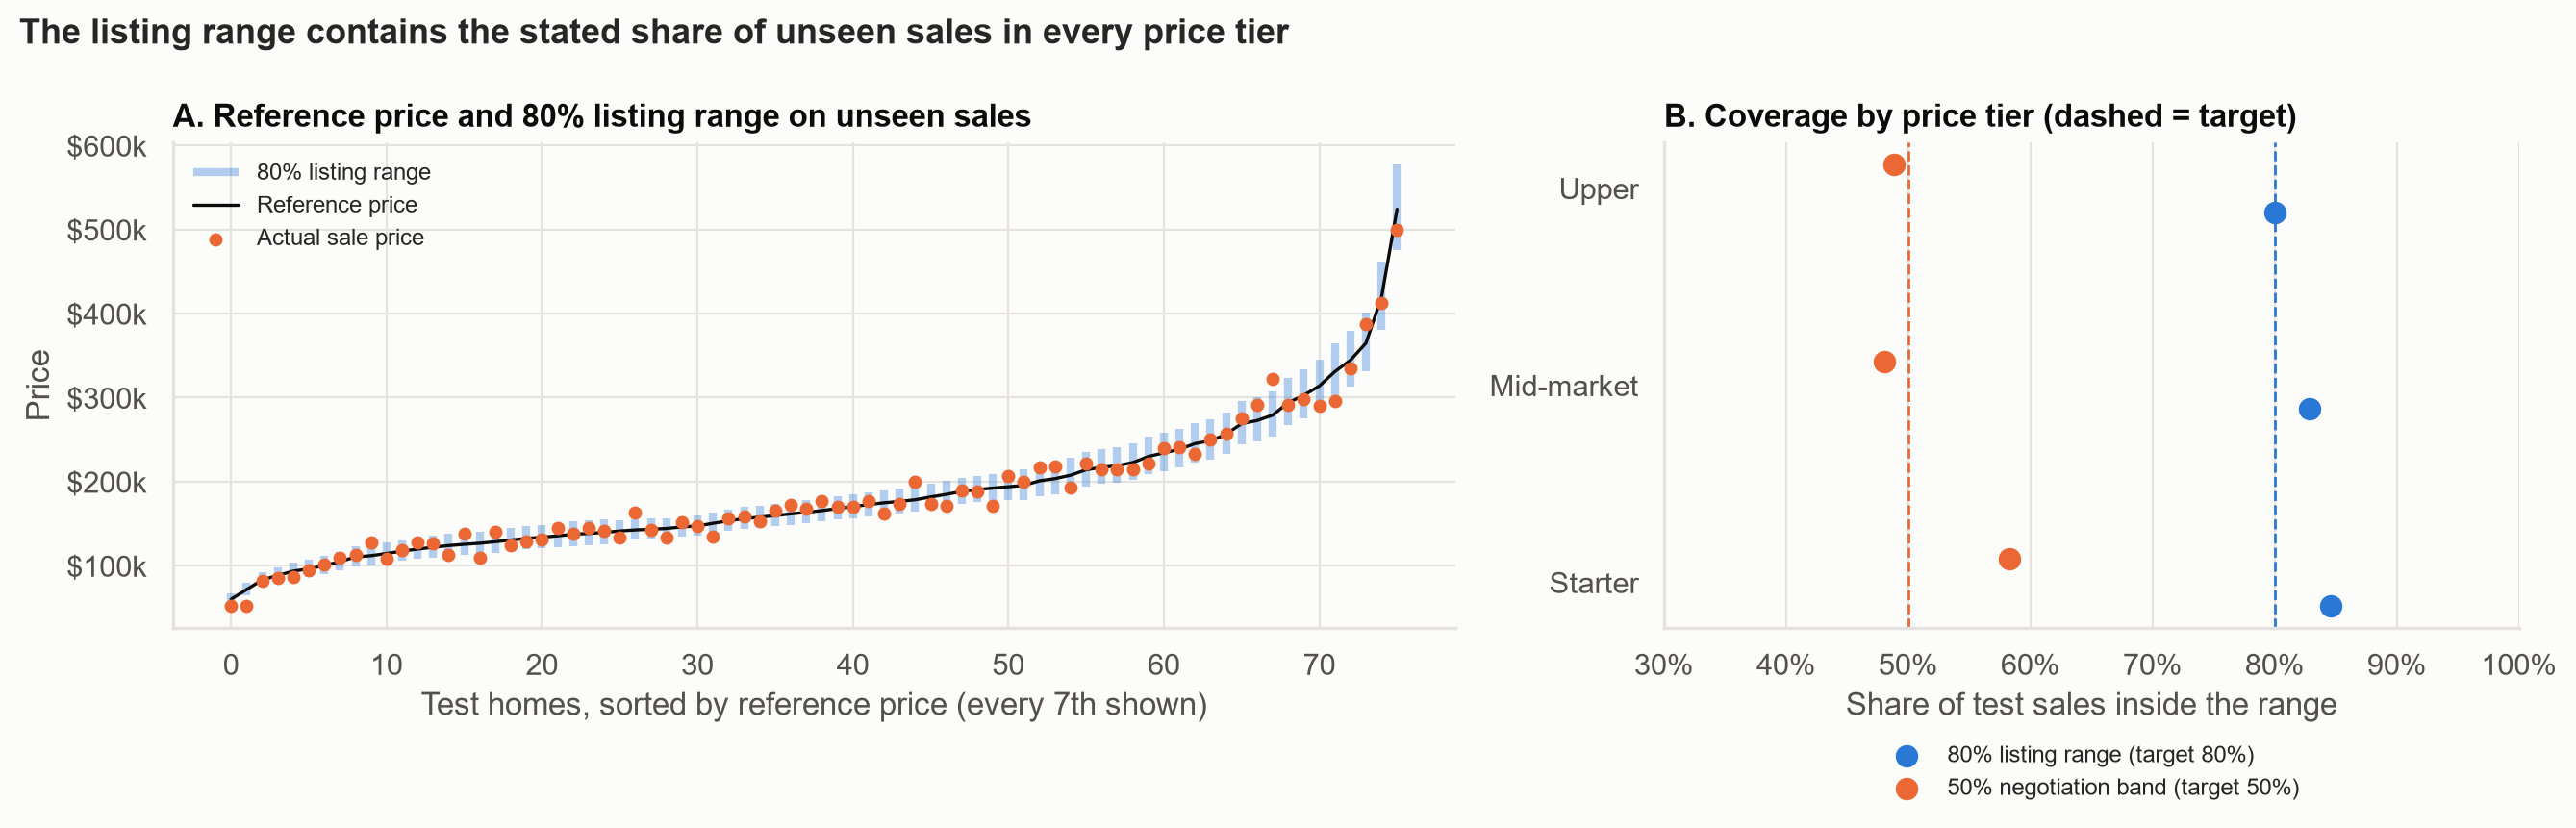 The listing range contains the stated share of unseen sales in every price tier
A. Reference price and 80% listing range on unseen sales
$600k
$500k
$400k
$300k
$200k
$100k
Price
80% listing range
Reference price
Actual sale price
0 10 20 30 40 50 60 70
Test homes, sorted by reference price (every 7th shown)
B. Coverage by price tier (dashed = target)
Upper
Mid-market
Starter
30% 40% 50% 60% 70% 80% 90% 100%
Share of test sales inside the range
80% listing range (target 80%)
50% negotiation band (target 50%)